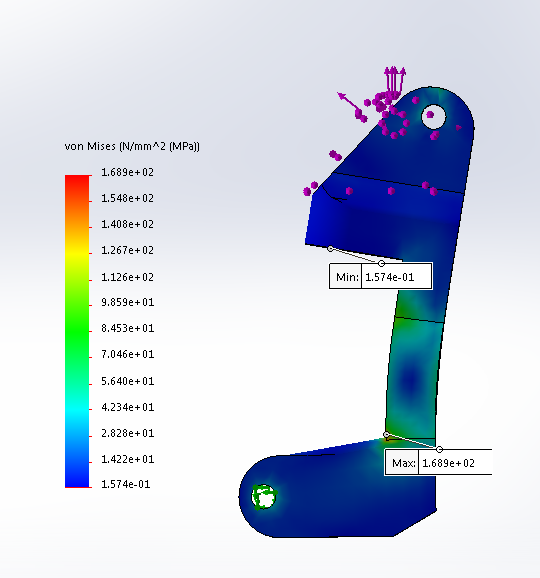 von Mises (N/mm^2 (MPa))
1.689e+02
1.548e+02
1.408e+02
1.267e+02
1.126e+02
9.859e+01
8.453e+01
7.046e+01
5.640e+01
4.234e+01
2.828e+01
1.422e+01
1.574e-01
Min: 1.574e-01
Max: 1.689e+02